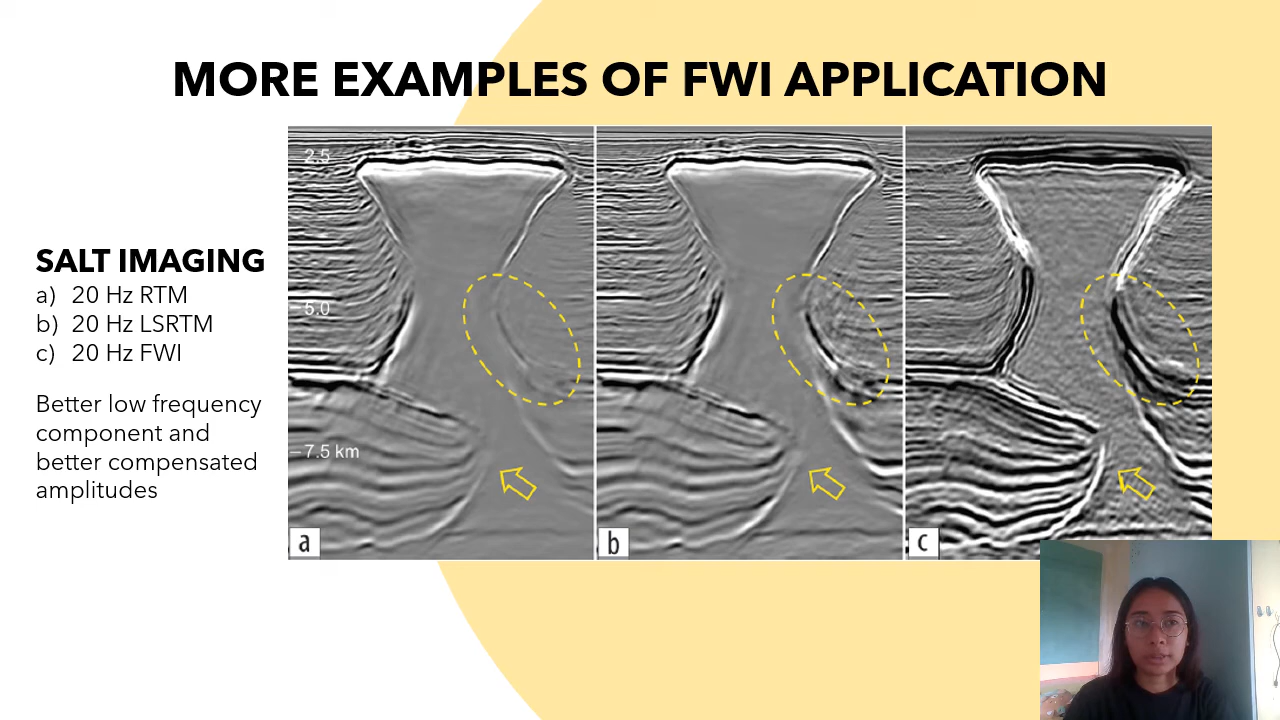 MORE EXAMPLES OF FWI APPLICATION
SALT IMAGING
a) 20 Hz RTM
b) 20 Hz LSRTM
c) 20 Hz FWI
Better low frequency
component and
better compensated
amplitudes
2.5
5.0
7.5 km
a
b
c